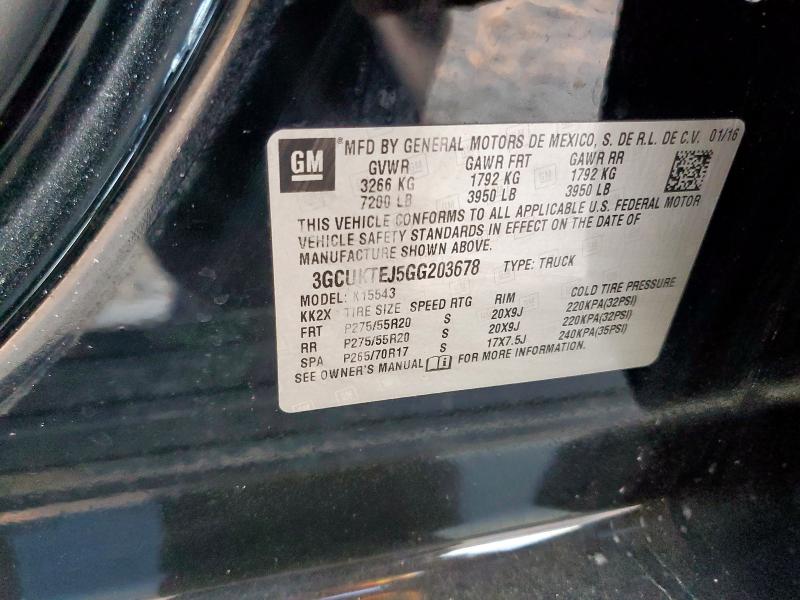 GM ® MFD BY GENERAL MOTORS DE MEXICO, S. DE R.L. DE C.V. 01/16
GVWR GAWR FRT GAWR RR
3266 KG 1792 KG 1792 KG
7200 LB 3950 LB 3950 LB
THIS VEHICLE CONFORMS TO ALL APPLICABLE U.S. FEDERAL MOTOR
VEHICLE SAFETY STANDARDS IN EFFECT ON THE DATE OF
MANUFACTURE SHOWN ABOVE.
3GCUKTEJ5GG203678 TYPE: TRUCK
MODEL: K15543
KK2X TIRE SIZE SPEED RTG RIM COLD TIRE PRESSURE
FRT P275/55R20 S 20X9J 220KPA(32PSI)
RR P275/55R20 S 20X9J 220KPA(32PSI)
SPA P265/70R17 S 17X7.5J 240KPA(35PSI)
SEE OWNER'S MANUAL FOR MORE INFORMATION.